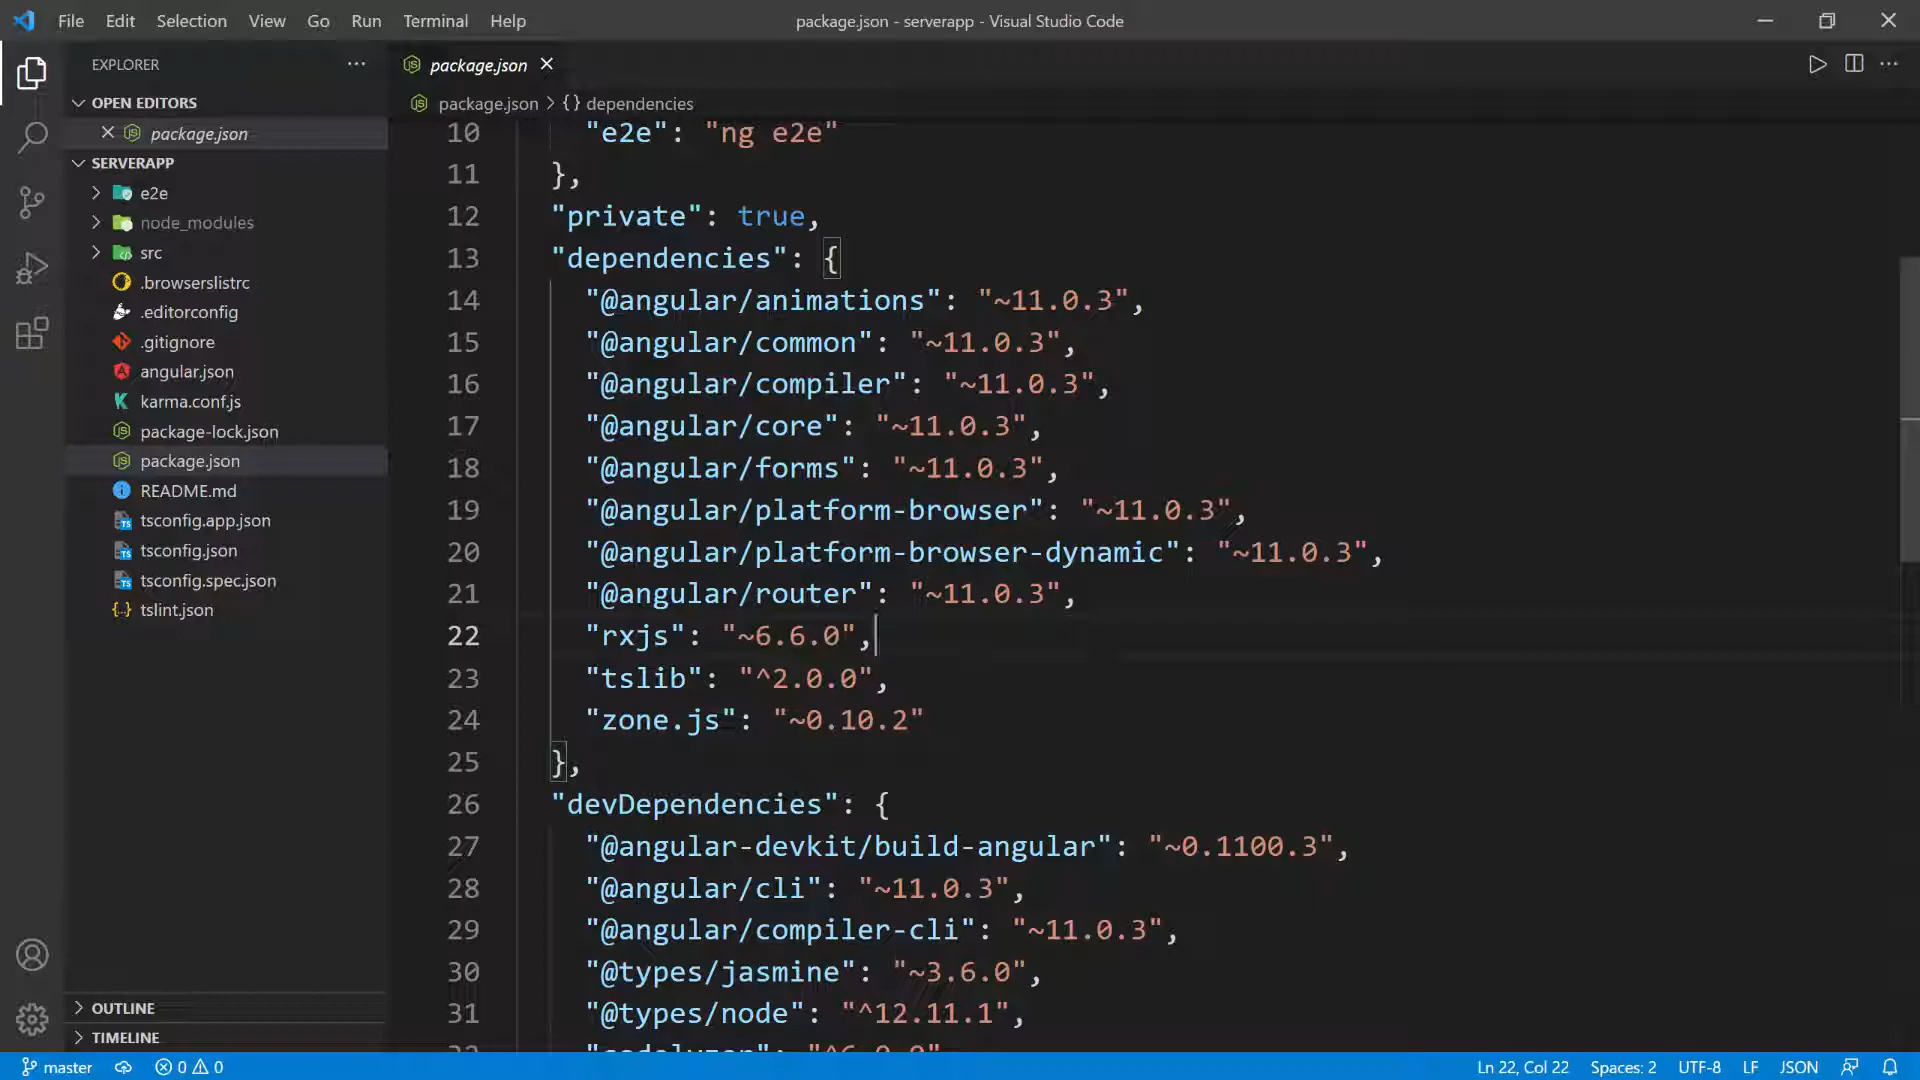 File Edit Selection View Go Run Terminal Help
package.json - serverapp - Visual Studio Code
EXPLORER
OPEN EDITORS
package.json
SERVERAPP
e2e
node_modules
src
.browserslistrc
.editorconfig
.gitignore
angular.json
karma.conf.js
package-lock.json
package.json
README.md
tsconfig.app.json
tsconfig.json
tsconfig.spec.json
tslint.json
OUTLINE
TIMELINE
package.json
package.json > {} dependencies
10 "e2e": "ng e2e"
11 },
12 "private": true,
13 "dependencies": {
14 "@angular/animations": "~11.0.3",
15 "@angular/common": "~11.0.3",
16 "@angular/compiler": "~11.0.3",
17 "@angular/core": "~11.0.3",
18 "@angular/forms": "~11.0.3",
19 "@angular/platform-browser": "~11.0.3",
20 "@angular/platform-browser-dynamic": "~11.0.3",
21 "@angular/router": "~11.0.3",
22 "rxjs": "~6.6.0",
23 "tslib": "^2.0.0",
24 "zone.js": "~0.10.2"
25 },
26 "devDependencies": {
27 "@angular-devkit/build-angular": "~0.1100.3",
28 "@angular/cli": "~11.0.3",
29 "@angular/compiler-cli": "~11.0.3",
30 "@types/jasmine": "~3.6.0",
31 "@types/node": "^12.11.1",
master 0 0 Ln 22, Col 22 Spaces: 2 UTF-8 LF JSON